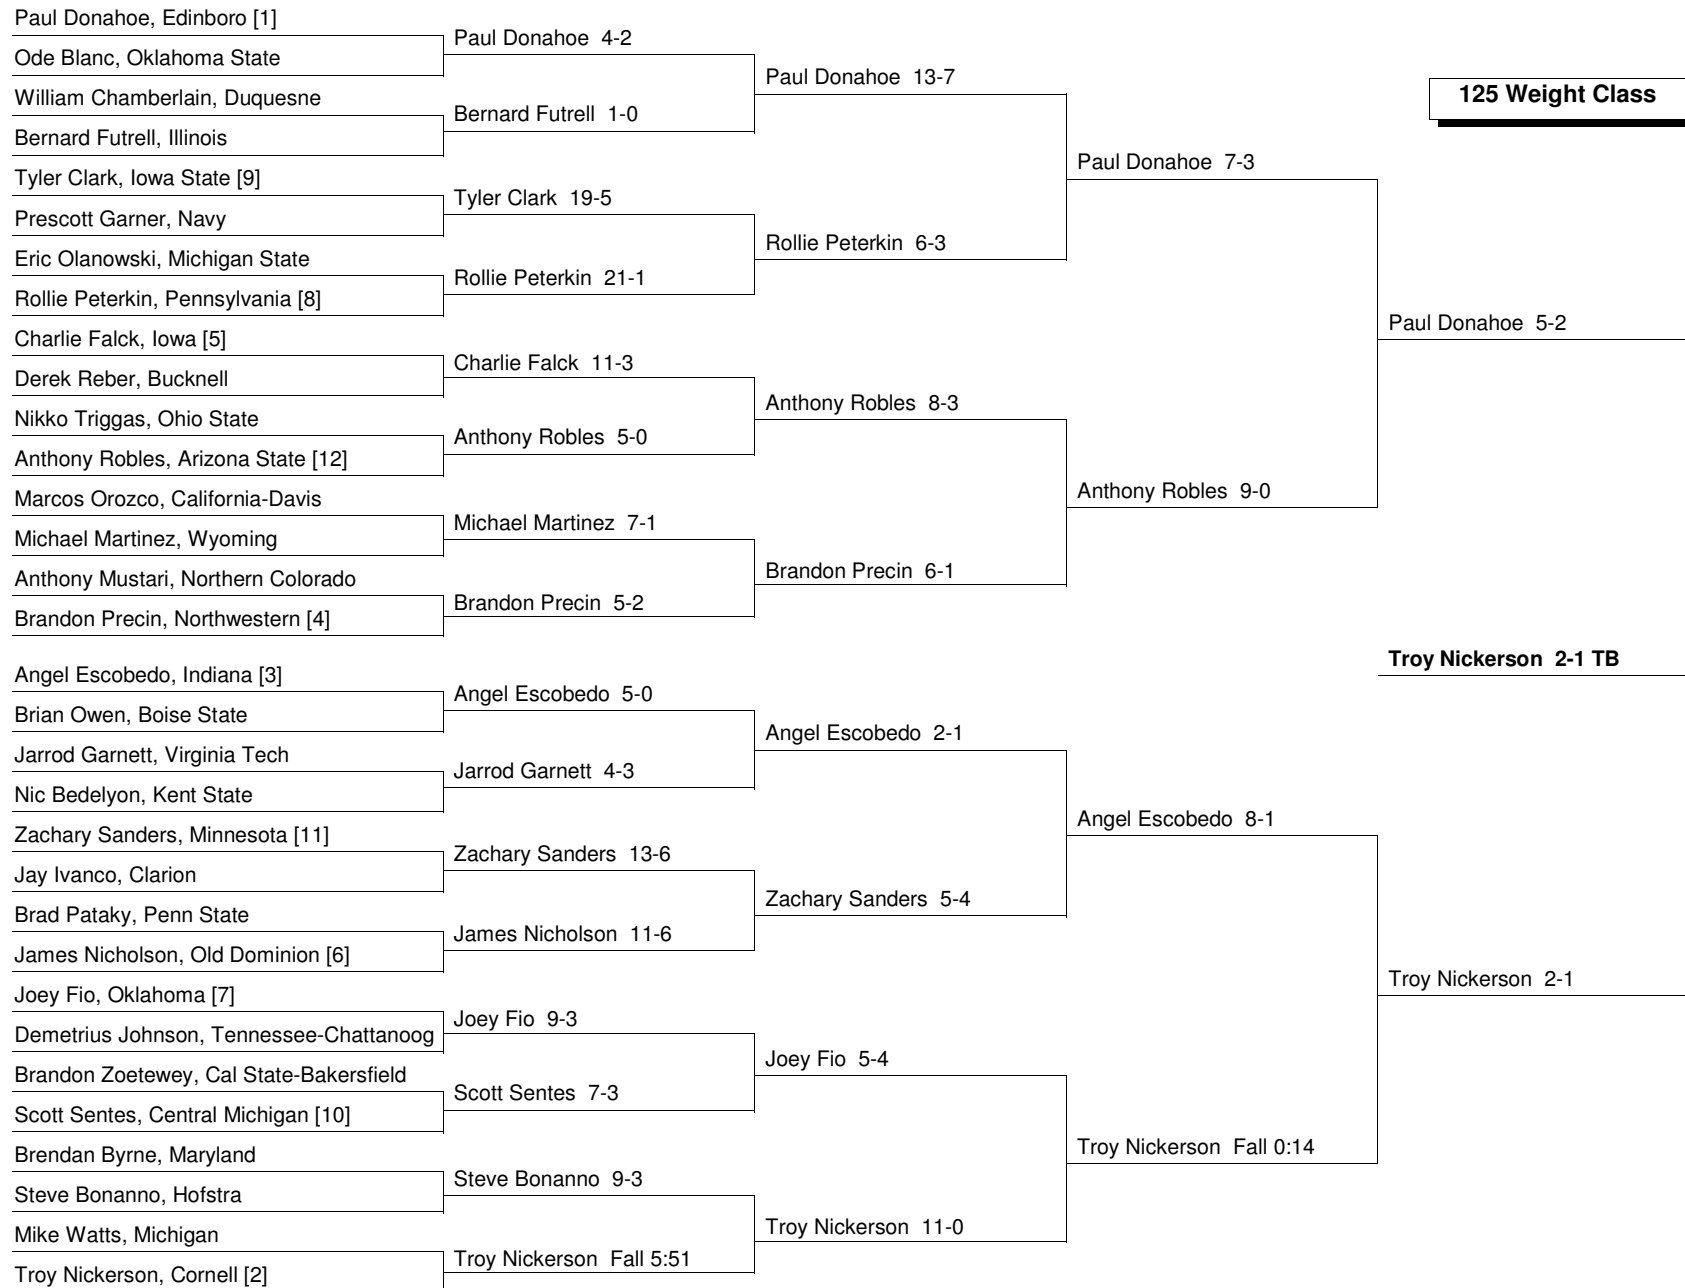 Paul Donahoe, Edinboro [1]
Ode Blanc, Oklahoma State
William Chamberlain, Duquesne
Bernard Futrell, Illinois
Tyler Clark, Iowa State [9]
Prescott Garner, Navy
Eric Olanowski, Michigan State
Rollie Peterkin, Pennsylvania [8]
Charlie Falck, Iowa [5]
Derek Reber, Bucknell
Nikko Triggas, Ohio State
Anthony Robles, Arizona State [12]
Marcos Orozco, California-Davis
Michael Martinez, Wyoming
Anthony Mustari, Northern Colorado
Brandon Precin, Northwestern [4]
Angel Escobedo, Indiana [3]
Brian Owen, Boise State
Jarrod Garnett, Virginia Tech
Nic Bedelyon, Kent State
Zachary Sanders, Minnesota [11]
Jay Ivanco, Clarion
Brad Pataky, Penn State
James Nicholson, Old Dominion [6]
Joey Fio, Oklahoma [7]
Demetrius Johnson, Tennessee-Chattanoog
Brandon Zoetewey, Cal State-Bakersfield
Scott Sentes, Central Michigan [10]
Brendan Byrne, Maryland
Steve Bonanno, Hofstra
Mike Watts, Michigan
Troy Nickerson, Cornell [2]
Paul Donahoe 4-2
Bernard Futrell 1-0
Tyler Clark 19-5
Rollie Peterkin 21-1
Charlie Falck 11-3
Anthony Robles 5-0
Michael Martinez 7-1
Brandon Precin 5-2
Angel Escobedo 5-0
Jarrod Garnett 4-3
Zachary Sanders 13-6
James Nicholson 11-6
Joey Fio 9-3
Scott Sentes 7-3
Steve Bonanno 9-3
Troy Nickerson Fall 5:51
Paul Donahoe 13-7
Rollie Peterkin 6-3
Anthony Robles 8-3
Brandon Precin 6-1
Angel Escobedo 2-1
Zachary Sanders 5-4
Joey Fio 5-4
Troy Nickerson 11-0
Paul Donahoe 7-3
Anthony Robles 9-0
Angel Escobedo 8-1
Troy Nickerson Fall 0:14
125 Weight Class
Paul Donahoe 5-2
Troy Nickerson 2-1 TB
Troy Nickerson 2-1